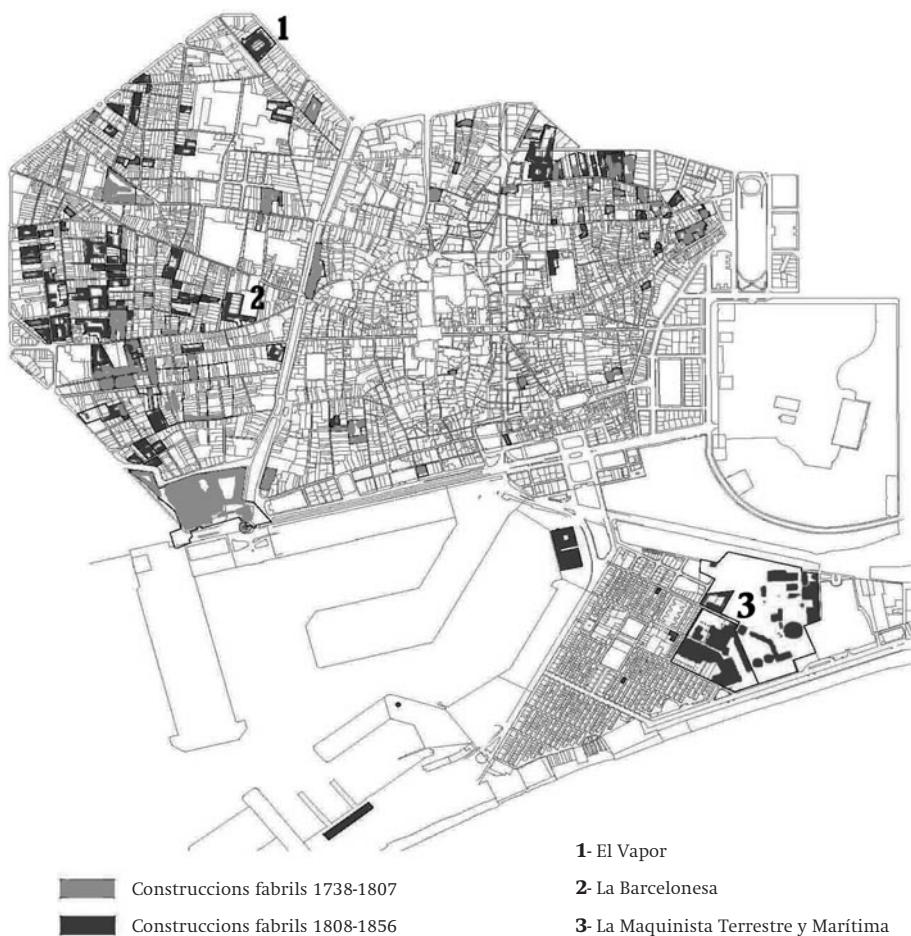 1
2
3
1- El Vapor
Construccions fabrils 1738-1807
2- La Barcelonesa
Construccions fabrils 1808-1856
3- La Maquinista Terrestre y Marítima